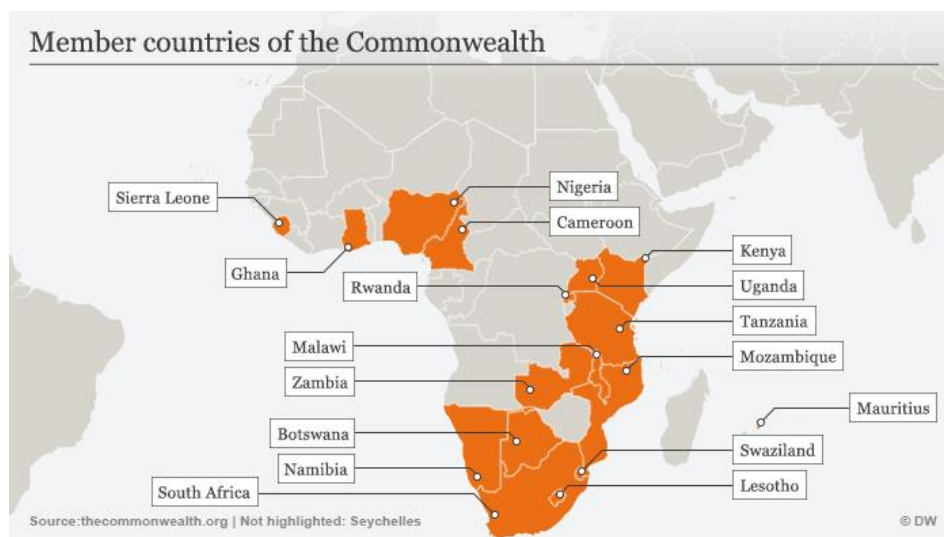 Member countries of the Commonwealth
Nigeria
Sierra Leone
Cameroon
Kenya
Ghana
Rwanda
Uganda
Tanzania
Malawi
Mozambique
Zambia
Mauritius
Botswana
Swaziland
Namibia
Lesotho
South Africa
Source:thecommonwealth.org | Not highlighted: Seychelles
© DW